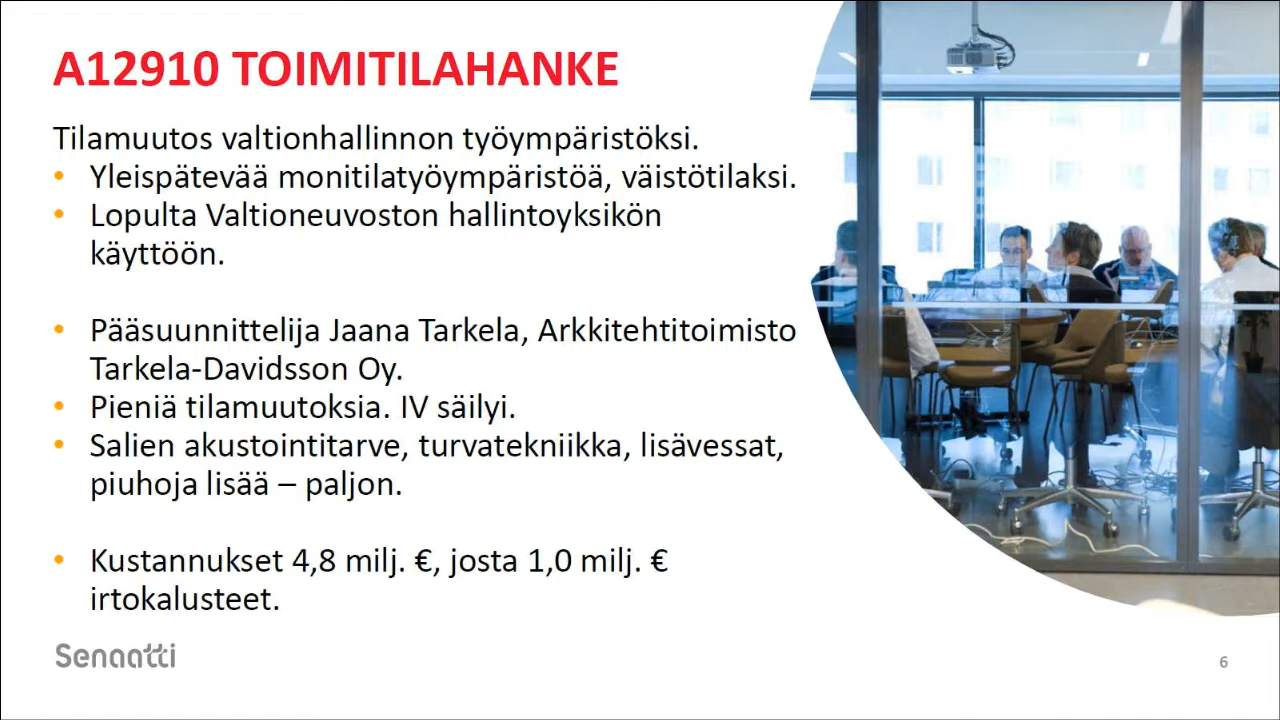 A12910 TOIMITILAHANKE
Tilamuutos valtionhallinnon työympäristöksi.
• Yleispätevää monitilatyöympäristöä, väistötilaksi.
• Lopulta Valtioneuvoston hallintoyksikön
käyttöön.
• Pääsuunnittelija Jaana Tarkela, Arkkitehtitoimisto
Tarkela-Davidsson Oy.
• Pieniä tilamuutoksia. IV säilyi.
• Salien akustointitarve, turvatekniikka, lisävessat,
piuhoja lisää – paljon.
• Kustannukset 4,8 milj. €, josta 1,0 milj. €
irtokalusteet.
Senaatti
6